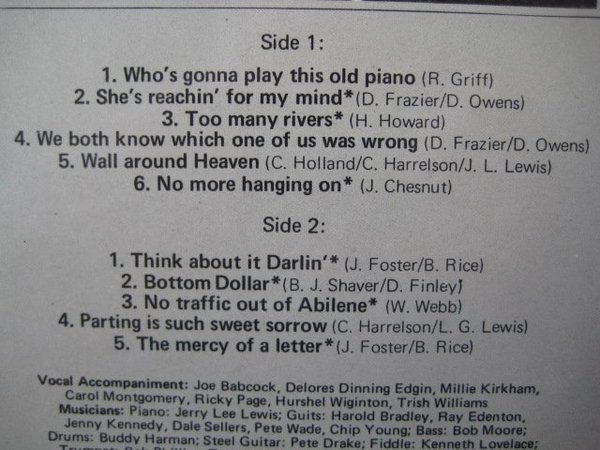 Side 1:
1. Who's gonna play this old piano (R. Griff)
2. She's reachin' for my mind*(D. Frazier/D. Owens)
3. Too many rivers* (H. Howard)
4. We both know which one of us was wrong (D. Frazier/D. Owens)
5. Wall around Heaven (C. Holland/C. Harrelson/J. L. Lewis)
6. No more hanging on* (J. Chesnut)
Side 2:
1. Think about it Darlin'* (J. Foster/B. Rice)
2. Bottom Dollar*(B. J. Shaver/D. Finley)
3. No traffic out of Abilene* (W. Webb)
4. Parting is such sweet sorrow (C. Harrelson/L. G. Lewis)
5. The mercy of a letter*(J. Foster/B. Rice)
Vocal Accompaniment: Joe Babcock, Delores Dinning Edgin, Millie Kirkham,
Carol Montgomery, Ricky Page, Hurshel Wiginton, Trish Williams
Musicians: Piano: Jerry Lee Lewis; Guits: Harold Bradley, Ray Edenton,
Jenny Kennedy, Dale Sellers, Pete Wade, Chip Young; Bass: Bob Moore;
Drums: Buddy Harman; Steel Guitar: Pete Drake; Fiddle: Kenneth Lovelace;